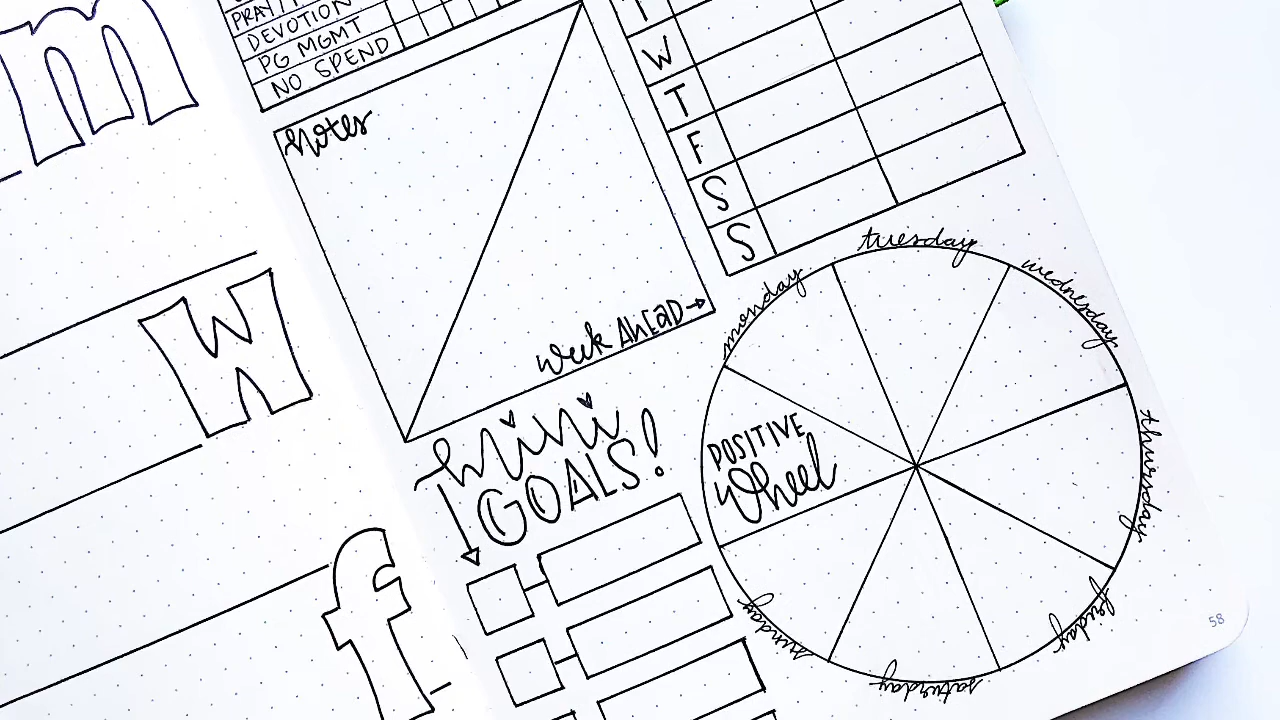 m
W
f
DEVOTION
PG MGMT
NO SPEND
notes
week AHEAD →
mini
GOALS!
T
W
T
F
S
S
POSITIVE
Wheel
monday
tuesday
wednesday
thursday
friday
saturday
sunday
58